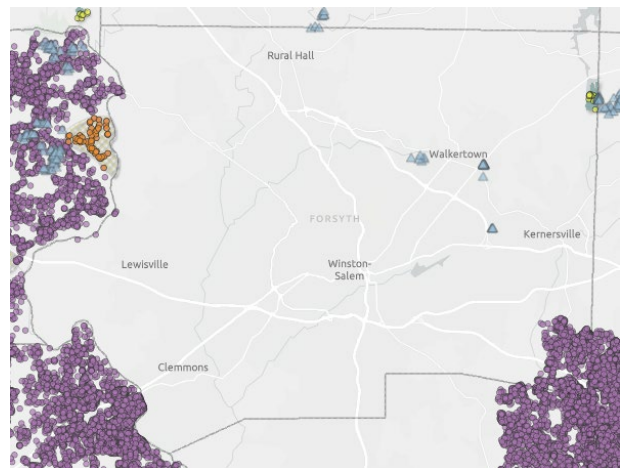 Rural Hall
Walkertown
FORSYTH
Kernersville
Lewisville
Winston-
Salem
Clemmons